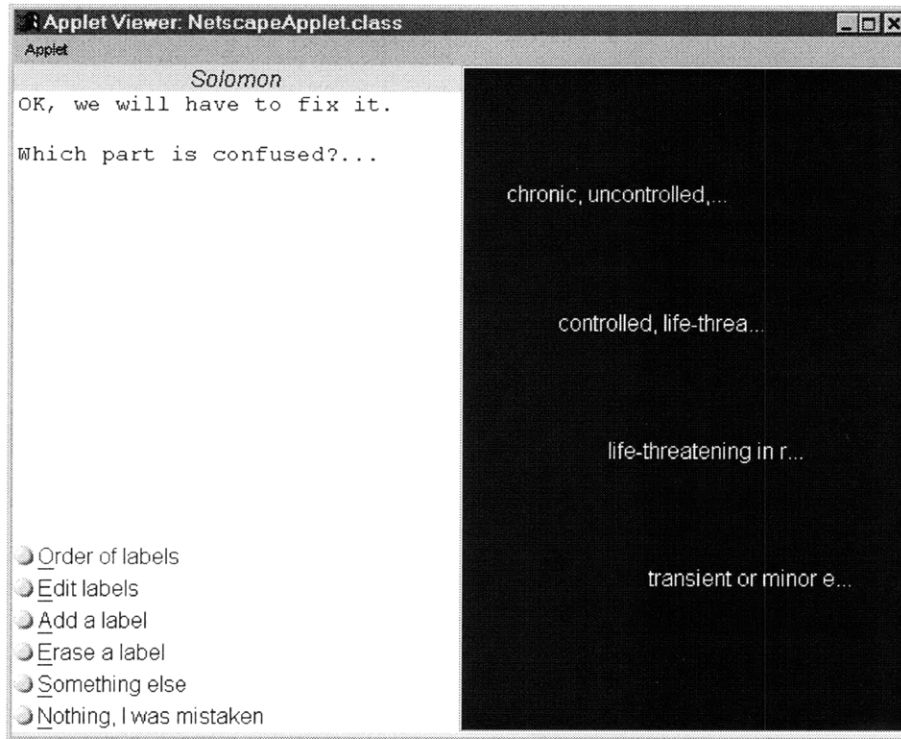 Applet Viewer: NetscapeApplet.class
Applet
Solomon
OK, we will have to fix it.
Which part is confused?...
Order of labels
Edit labels
Add a label
Erase a label
Something else
Nothing, I was mistaken
chronic, uncontrolled,...
controlled, life-threa...
life-threatening in r...
transient or minor e...